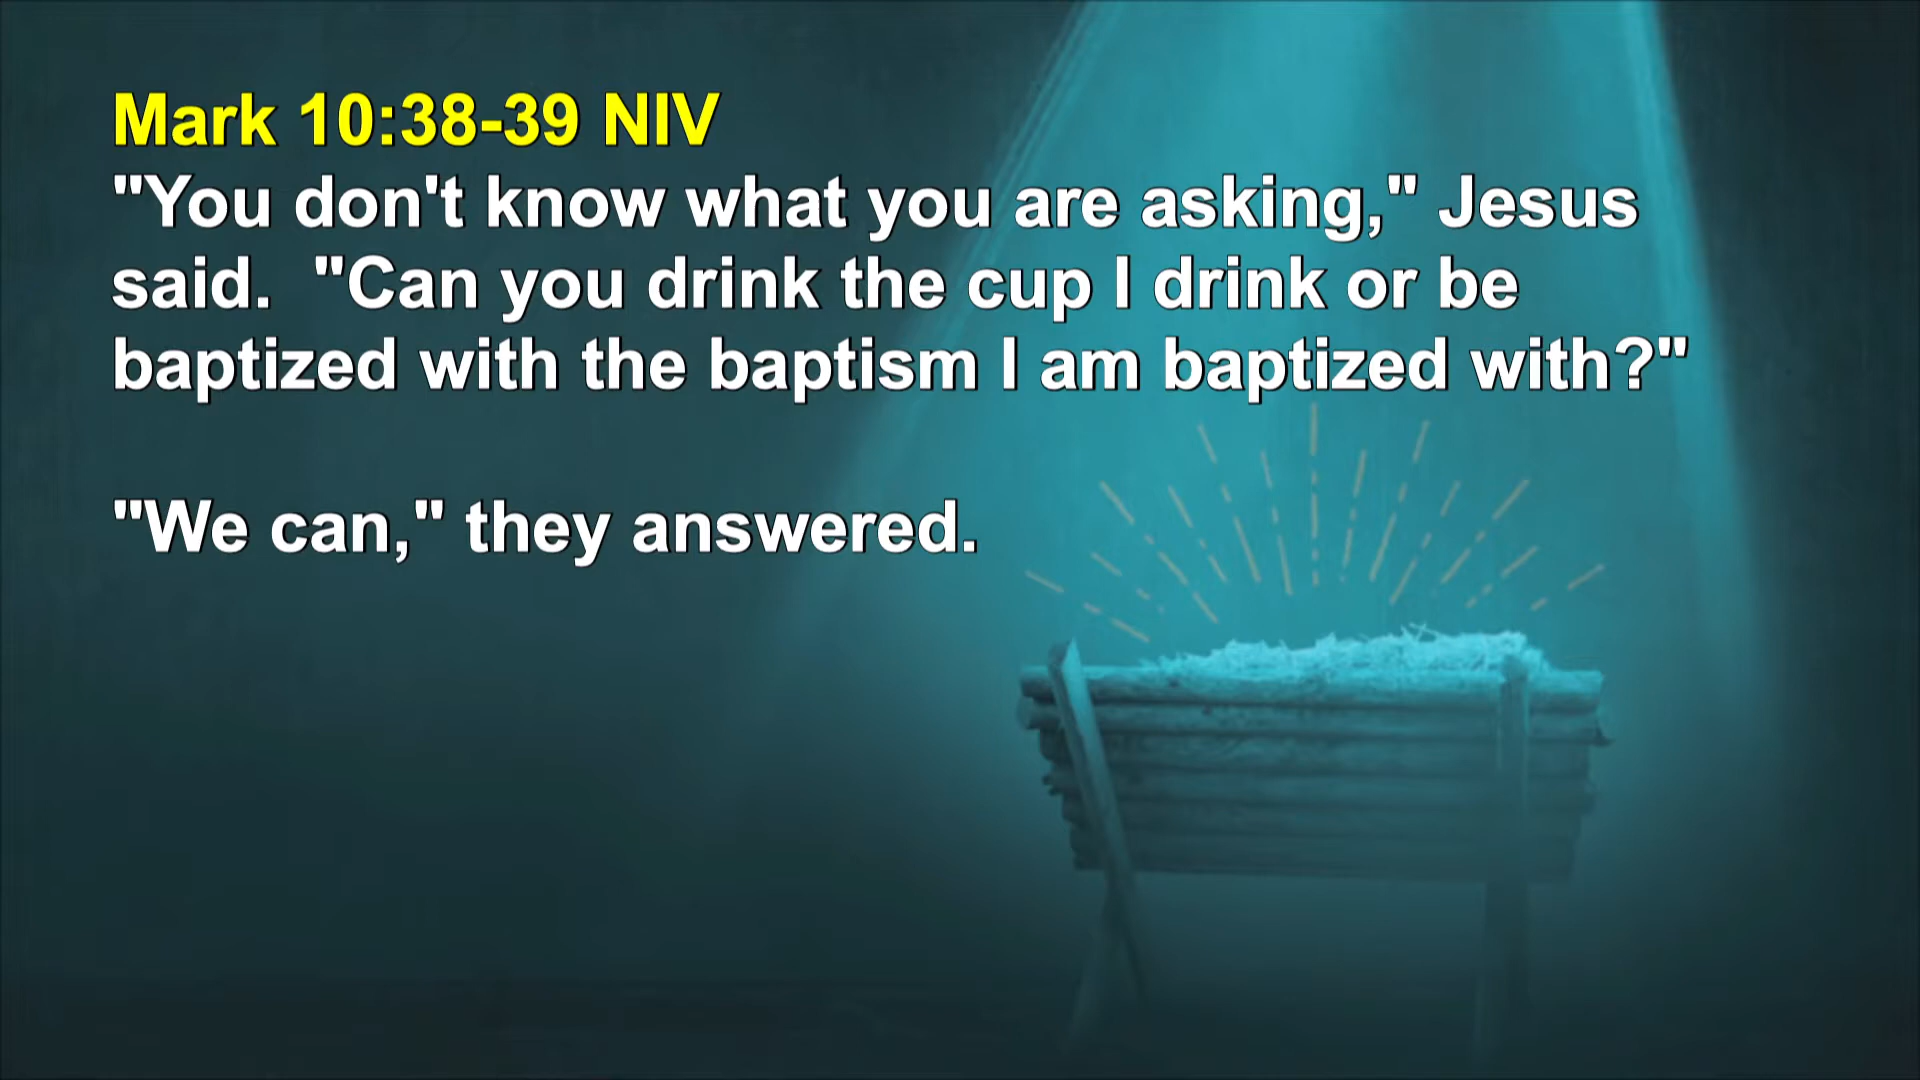 Mark 10:38-39 NIV
"You don't know what you are asking," Jesus
said.  "Can you drink the cup I drink or be
baptized with the baptism I am baptized with?"
"We can," they answered.